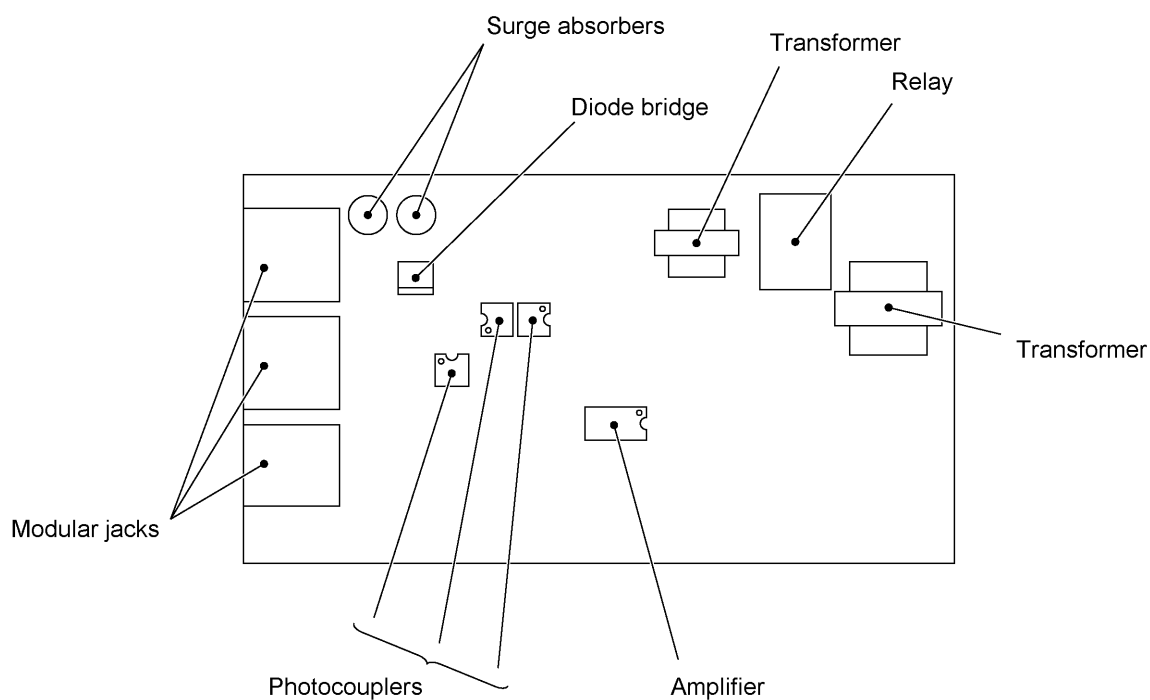 Surge absorbers
Transformer
Relay
Diode bridge
Transformer
Modular jacks
Photocouplers
Amplifier